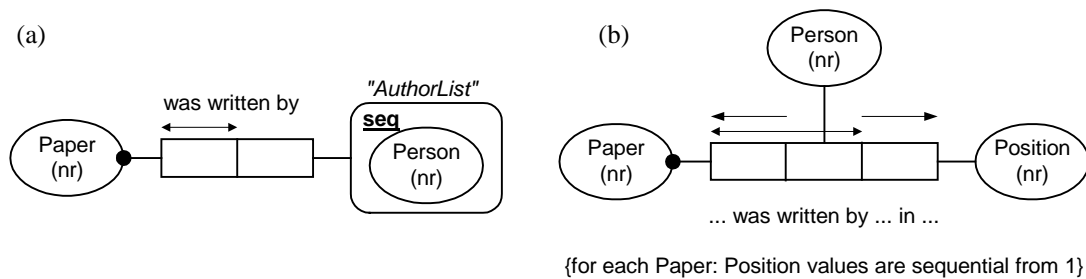 (a)
"AuthorList"
was written by
seq
Paper
(nr)
Person
(nr)
(b)
Person
(nr)
Paper
(nr)
Position
(nr)
... was written by ... in ...
{for each Paper: Position values are sequential from 1}